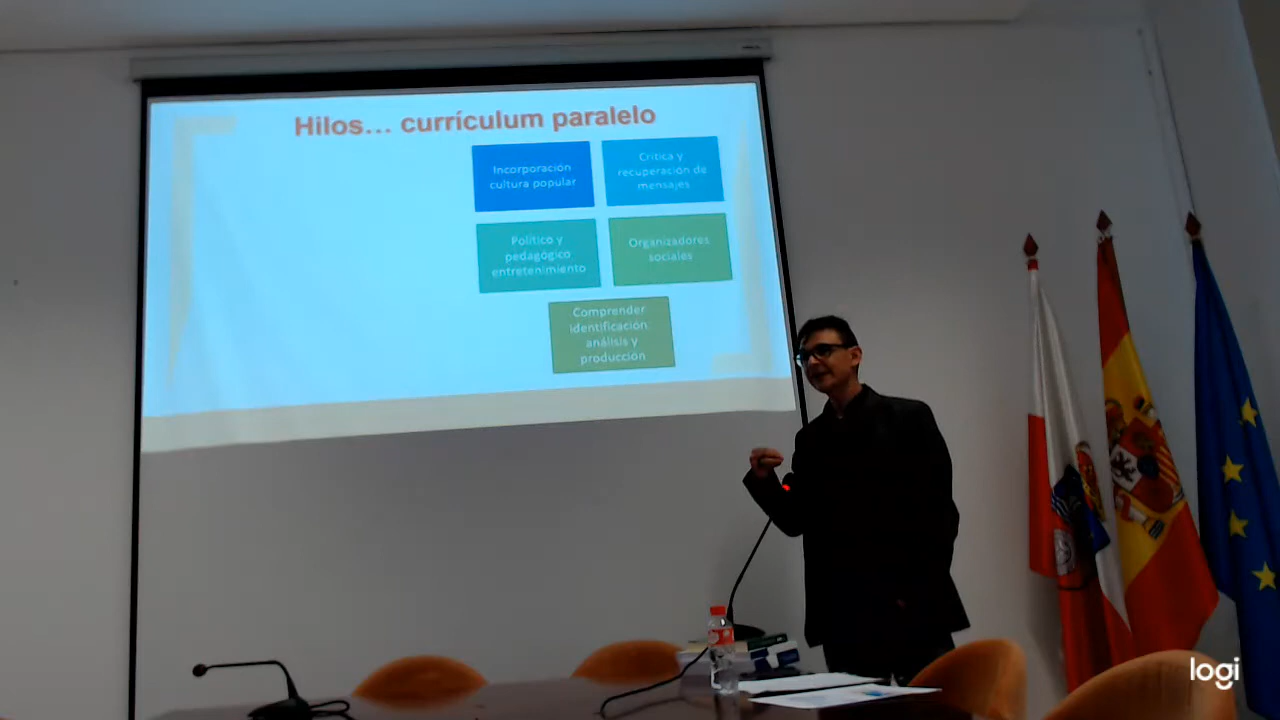 Hilos... currículum paralelo
Incorporación
cultura popular
Crítica y
recuperación de
mensajes
Político y
pedagógico
entretenimiento
Organizadores
sociales
Comprender
identificación
análisis y
producción
logi